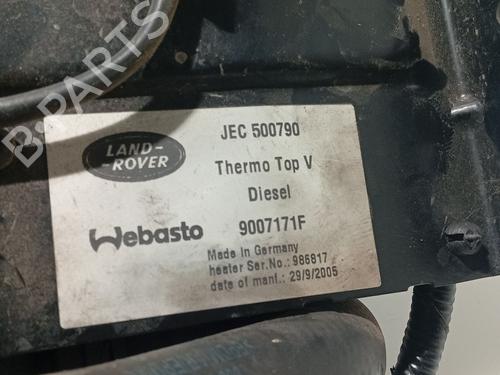 B-PARTS
LAND-
ROVER
JEC 500790
Thermo Top V
Diesel
Webasto
9007171F
Made in Germany
heater Ser.No.: 986817
date of manf.: 29/9/2005